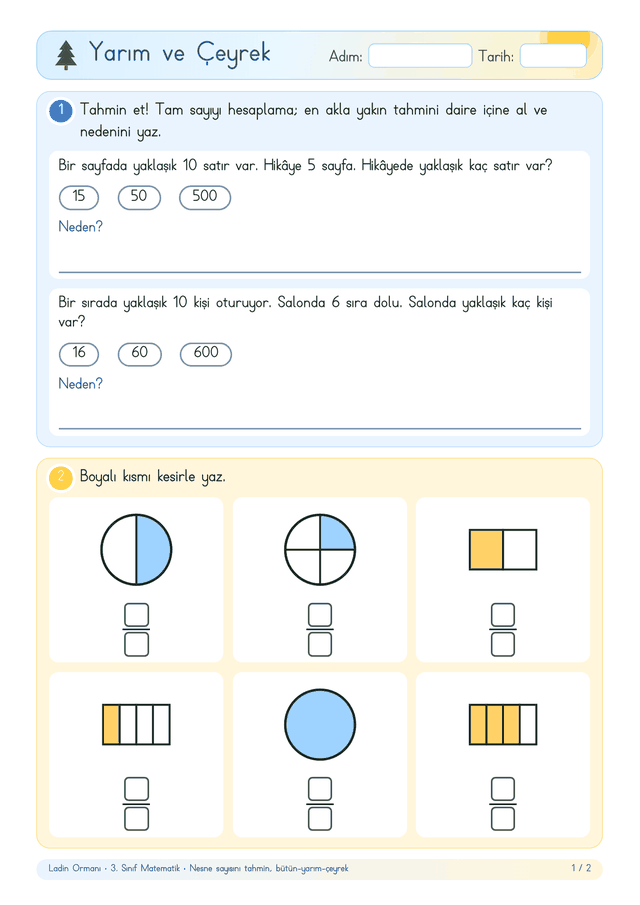 Yarım ve Çeyrek
Adım:
Tarih:
1
Tahmin et! Tam sayıyı hesaplama; en akla yakın tahmini daire içine al ve
nedenini yaz.
Bir sayfada yaklaşık 10 satır var. Hikâye 5 sayfa. Hikâyede yaklaşık kaç satır var?
15 50 500
Neden?
Bir sırada yaklaşık 10 kişi oturuyor. Salonda 6 sıra dolu. Salonda yaklaşık kaç kişi
var?
16 60 600
Neden?
2
Boyalı kısmı kesirle yaz.
Ladin Ormanı • 3. Sınıf Matematik • Nesne sayısını tahmin, bütün-yarım-çeyrek
1 / 2